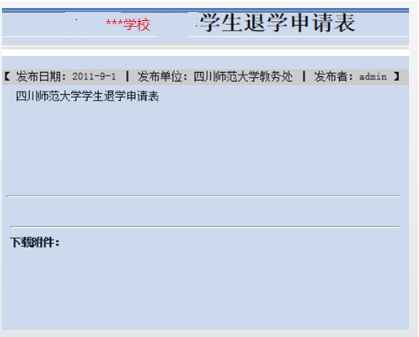 ***学校 学生退学申请表
【 发布日期：2011-9-1 | 发布单位：四川师范大学教务处 | 发布者：admin 】
四川师范大学学生退学申请表
下载附件：